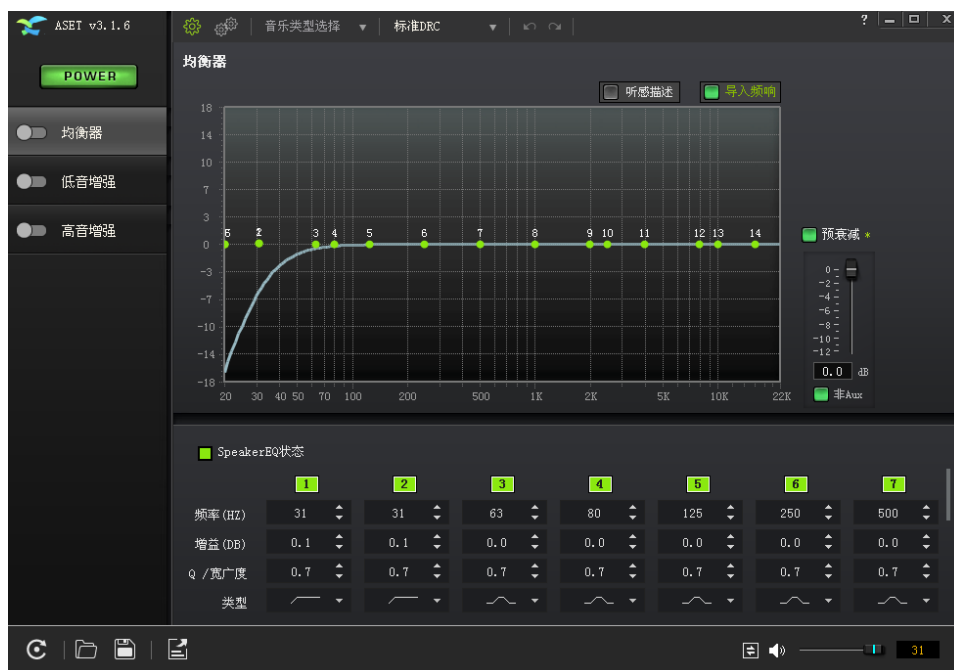 ASET v3.1.6
音乐类型选择 标准DRC ? x
POWER
均衡器
低音增强
高音增强
均衡器
听感描述 导入频响
18
14
10
7
3
0
-3
-7
-10
-14
-18
2 3 4 5 6 7 8 9 10 11 12 13 14
20 30 40 50 70 100 200 500 1K 2K 5K 10K 22K
预衰减 *
0
-2
-4
-6
-8
-10
-12
0.0 dB
非Aux
SpeakerEQ状态
1 2 3 4 5 6 7
频率(HZ) 31 31 63 80 125 250 500
增益(DB) 0.1 0.1 0.0 0.0 0.0 0.0 0.0
Q /宽广度 0.7 0.7 0.7 0.7 0.7 0.7 0.7
类型
31